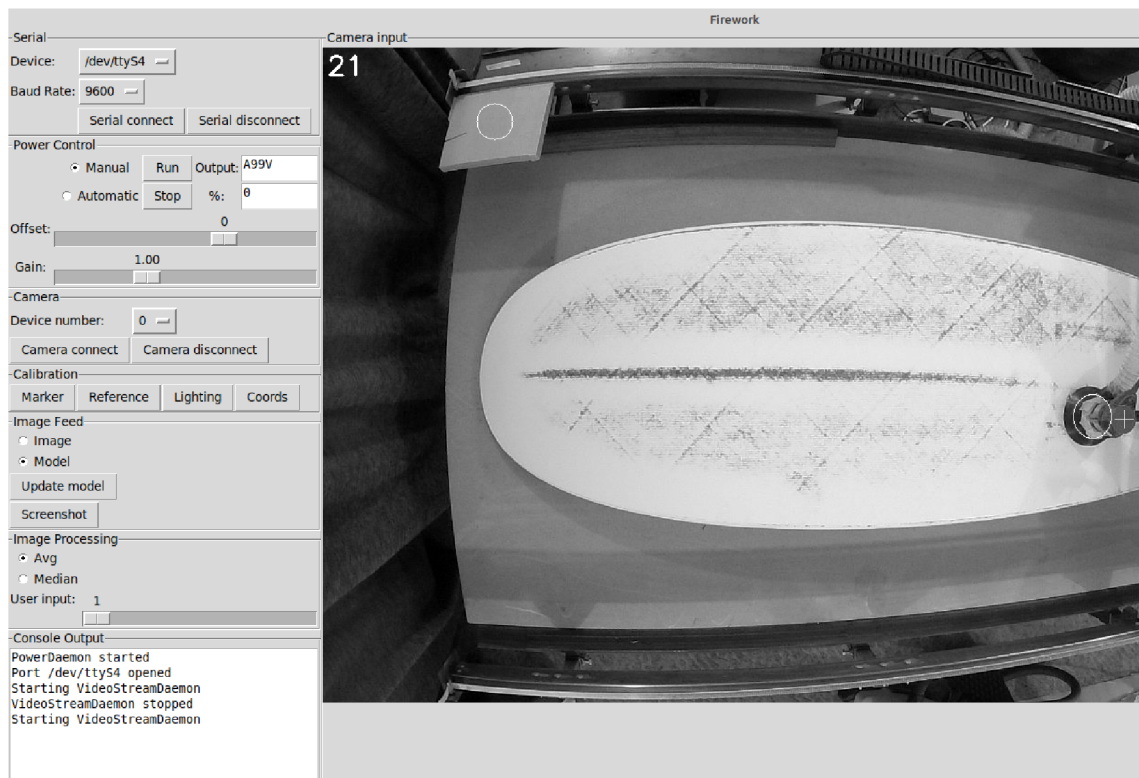 Firework
Serial
Device: /dev/ttyS4
Baud Rate: 9600
Serial connect Serial disconnect
Power Control
Manual Run Output: A99V
Automatic Stop %: 0
0
Offset:
1.00
Gain:
Camera
Device number: 0
Camera connect Camera disconnect
Calibration
Marker Reference Lighting Coords
Image Feed
Image
Model
Update model
Screenshot
Image Processing
Avg
Median
User input: 1
Console Output
PowerDaemon started
Port /dev/ttyS4 opened
Starting VideoStreamDaemon
VideoStreamDaemon stopped
Starting VideoStreamDaemon
Camera input
21